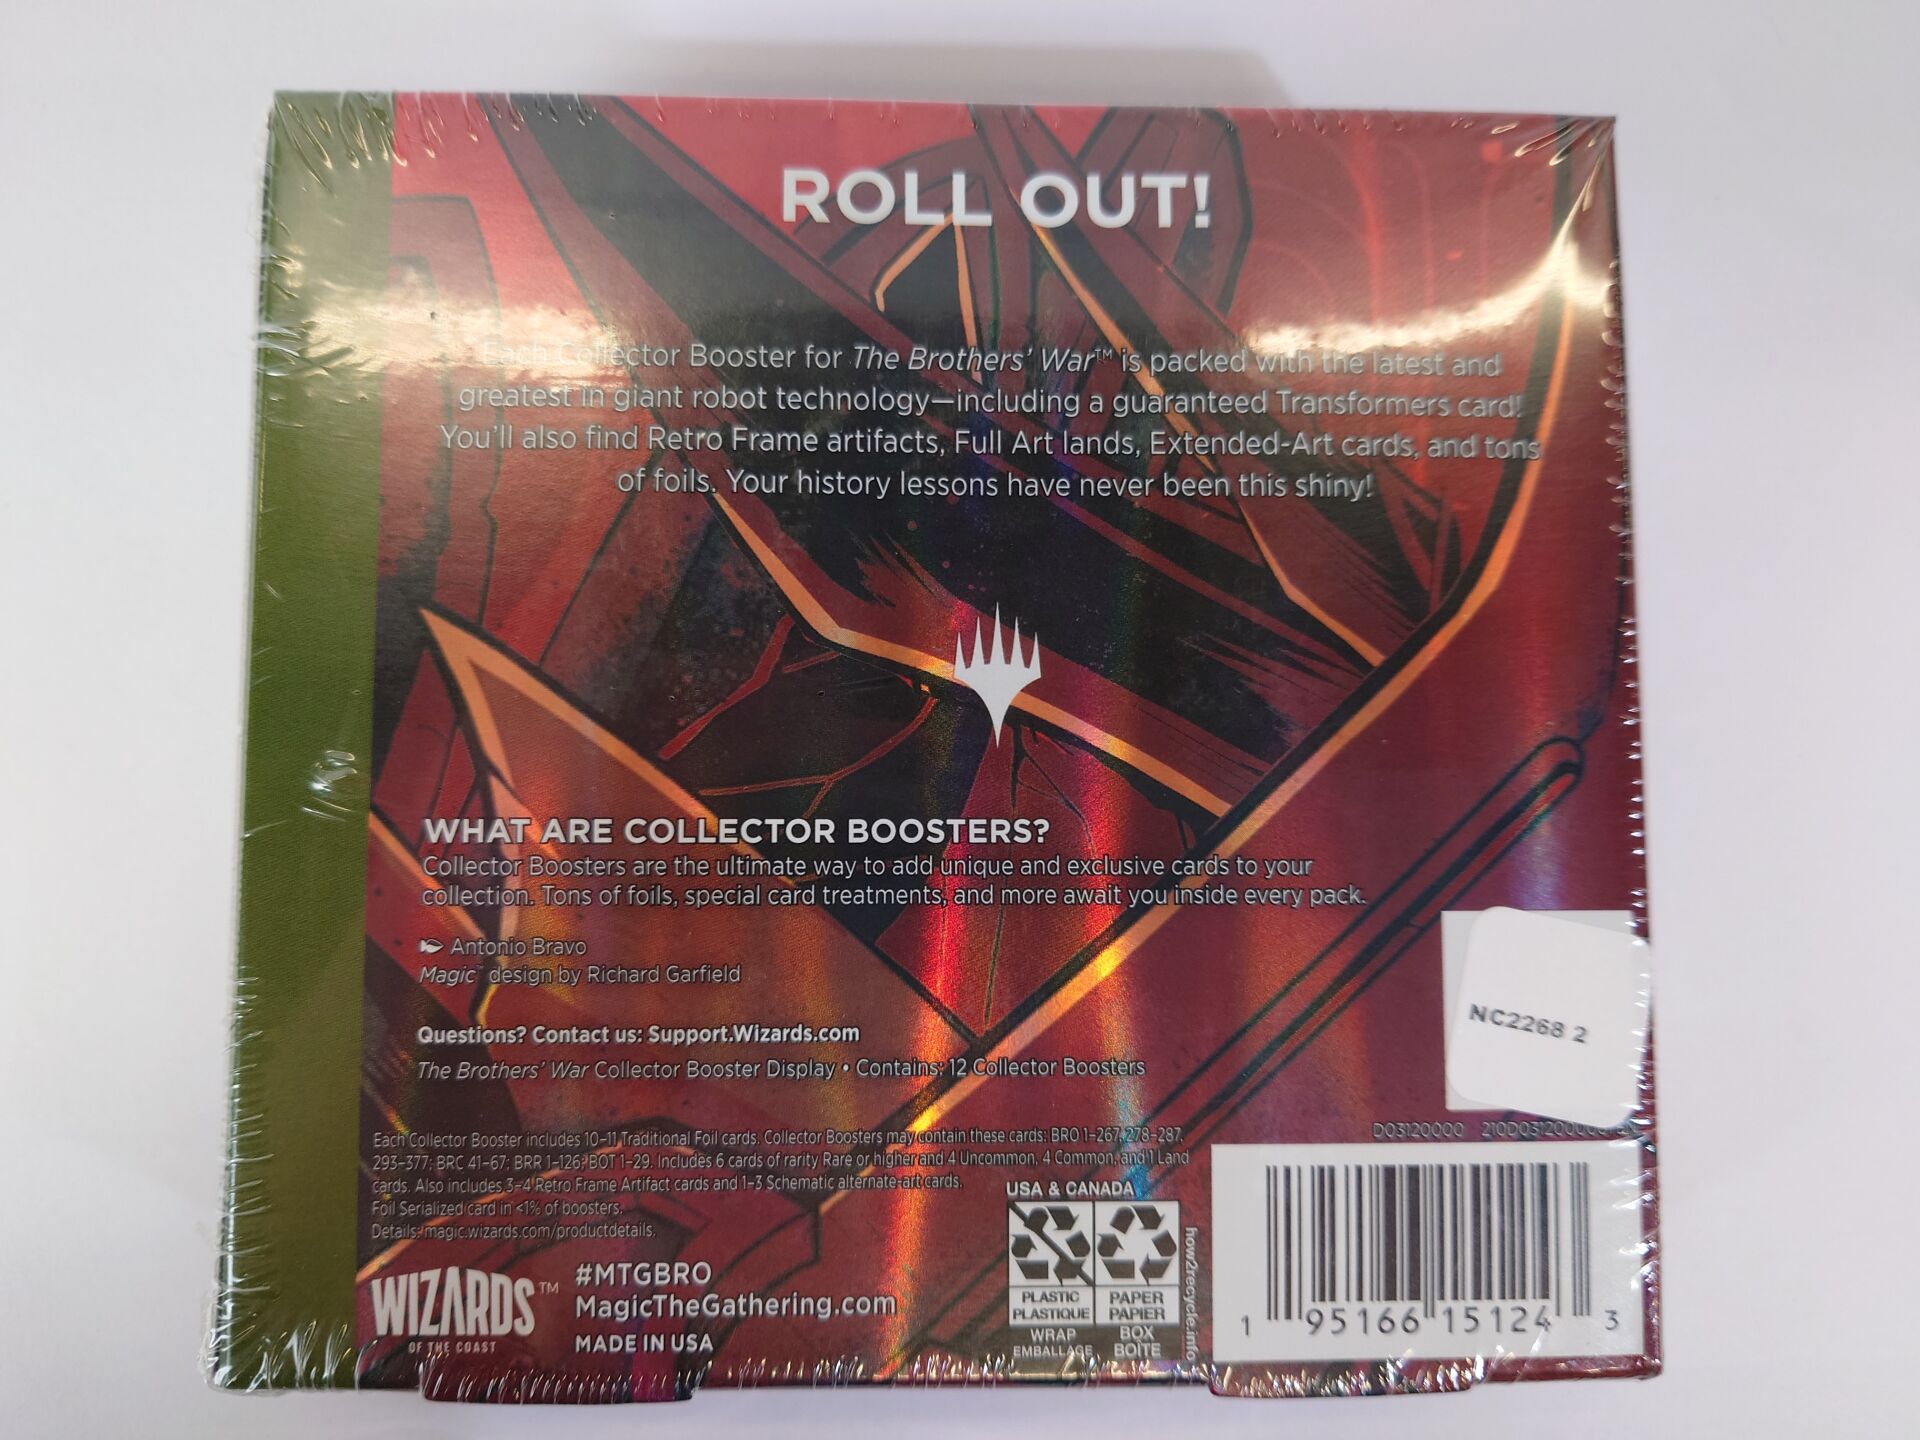 ROLL OUT!
Each Collector Booster for The Brothers' War™ is packed with the latest and
greatest in giant robot technology—including a guaranteed Transformers card!
You'll also find Retro Frame artifacts, Full Art lands, Extended-Art cards, and tons
of foils. Your history lessons have never been this shiny!
WHAT ARE COLLECTOR BOOSTERS?
Collector Boosters are the ultimate way to add unique and exclusive cards to your
collection. Tons of foils, special card treatments, and more await you inside every pack.
Antonio Bravo
Magic™ design by Richard Garfield
Questions? Contact us: Support.Wizards.com
The Brothers' War Collector Booster Display • Contains: 12 Collector Boosters
NC2268 2
D03120000
Each Collector Booster includes 10–11 Traditional Foil cards. Collector Boosters may contain these cards: BRO 1–267, 278–287,
293–377; BRC 41–67; BRR 1–126; BOT 1–29. Includes 6 cards of rarity Rare or higher and 4 Uncommon, 4 Common, and 1 Land
cards. Also includes 3–4 Retro Frame Artifact cards and 1–3 Schematic alternate-art cards.
Foil Serialized card in <1% of boosters.
Details: magic.wizards.com/productdetails.
USA & CANADA
PLASTIC
PLASTIQUE
WRAP
EMBALLAGE
PAPER
PAPIER
BOX
BOÎTE
how2recycle.info
WIZARDS™
OF THE COAST
#MTGBRO
MagicTheGathering.com
MADE IN USA
1 95166 15124 3